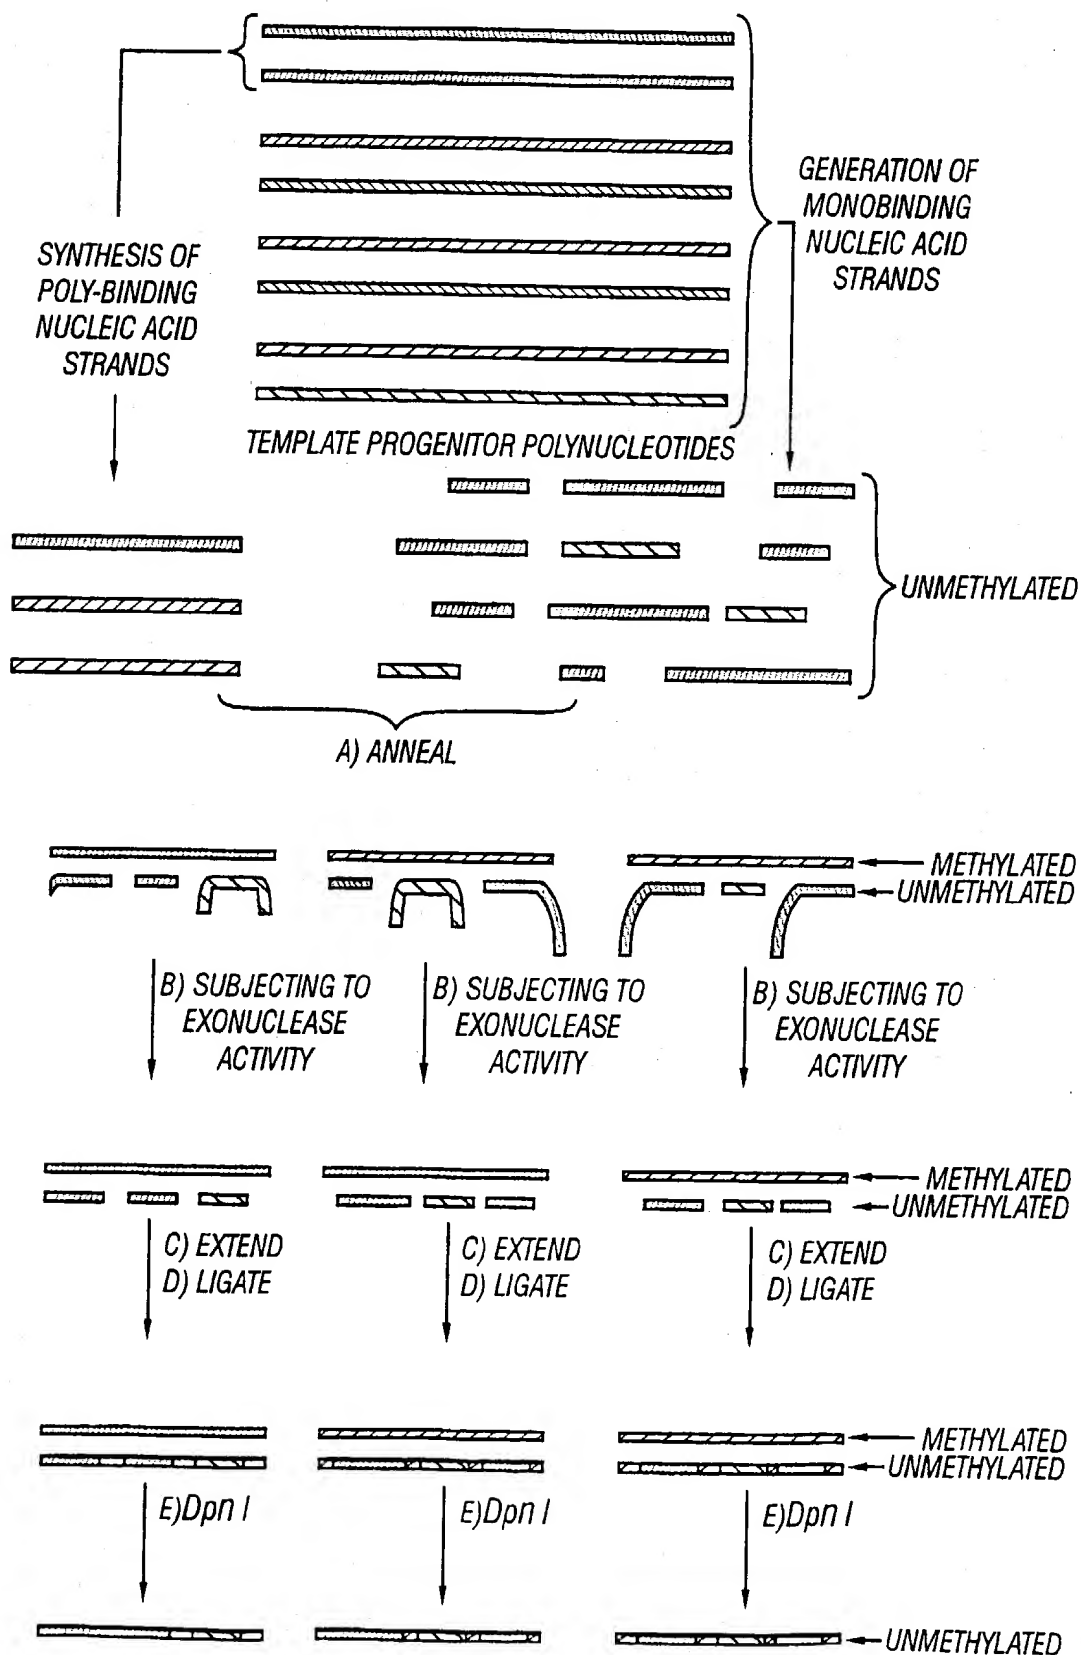 GENERATION OF
MONOBINDING
NUCLEIC ACID
STRANDS
SYNTHESIS OF
POLY-BINDING
NUCLEIC ACID
STRANDS
TEMPLATE PROGENITOR POLYNUCLEOTIDES
UNMETHYLATED
A) ANNEAL
METHYLATED
UNMETHYLATED
B) SUBJECTING TO
EXONUCLEASE
ACTIVITY
B) SUBJECTING TO
EXONUCLEASE
ACTIVITY
B) SUBJECTING TO
EXONUCLEASE
ACTIVITY
METHYLATED
UNMETHYLATED
C) EXTEND
D) LIGATE
C) EXTEND
D) LIGATE
C) EXTEND
D) LIGATE
METHYLATED
UNMETHYLATED
E)Dpn I
E)Dpn I
E)Dpn I
UNMETHYLATED